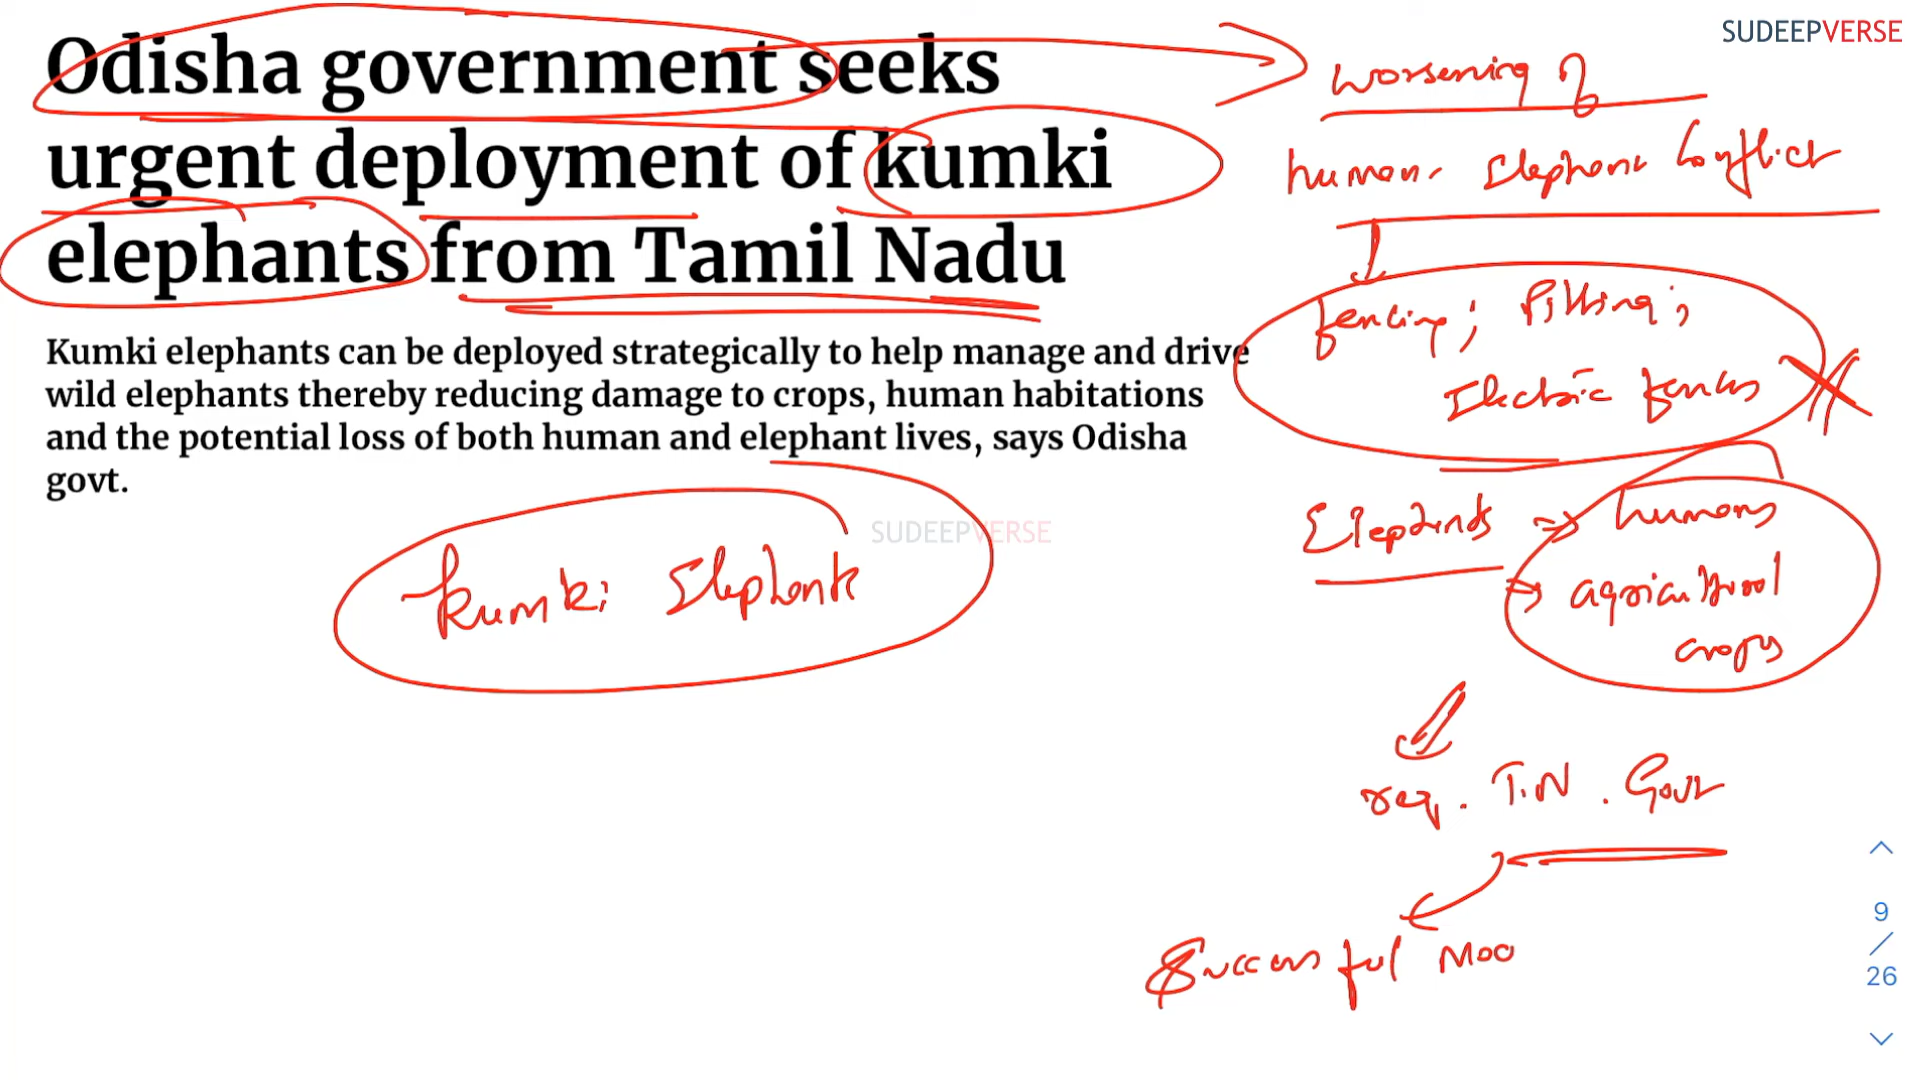 SUDEEPVERSE
Odisha government seeks
urgent deployment of kumki
elephants from Tamil Nadu
Kumki elephants can be deployed strategically to help manage and drive
wild elephants thereby reducing damage to crops, human habitations
and the potential loss of both human and elephant lives, says Odisha
govt.
SUDEEPVERSE
Kumki Elephants
Worsening of
human- Elephant Conflict
fencing; Pitting;
Electric fences
Elephants → humans
→ agricultural
crops
req. T.N. Govt
Successful Moo
9
/
26